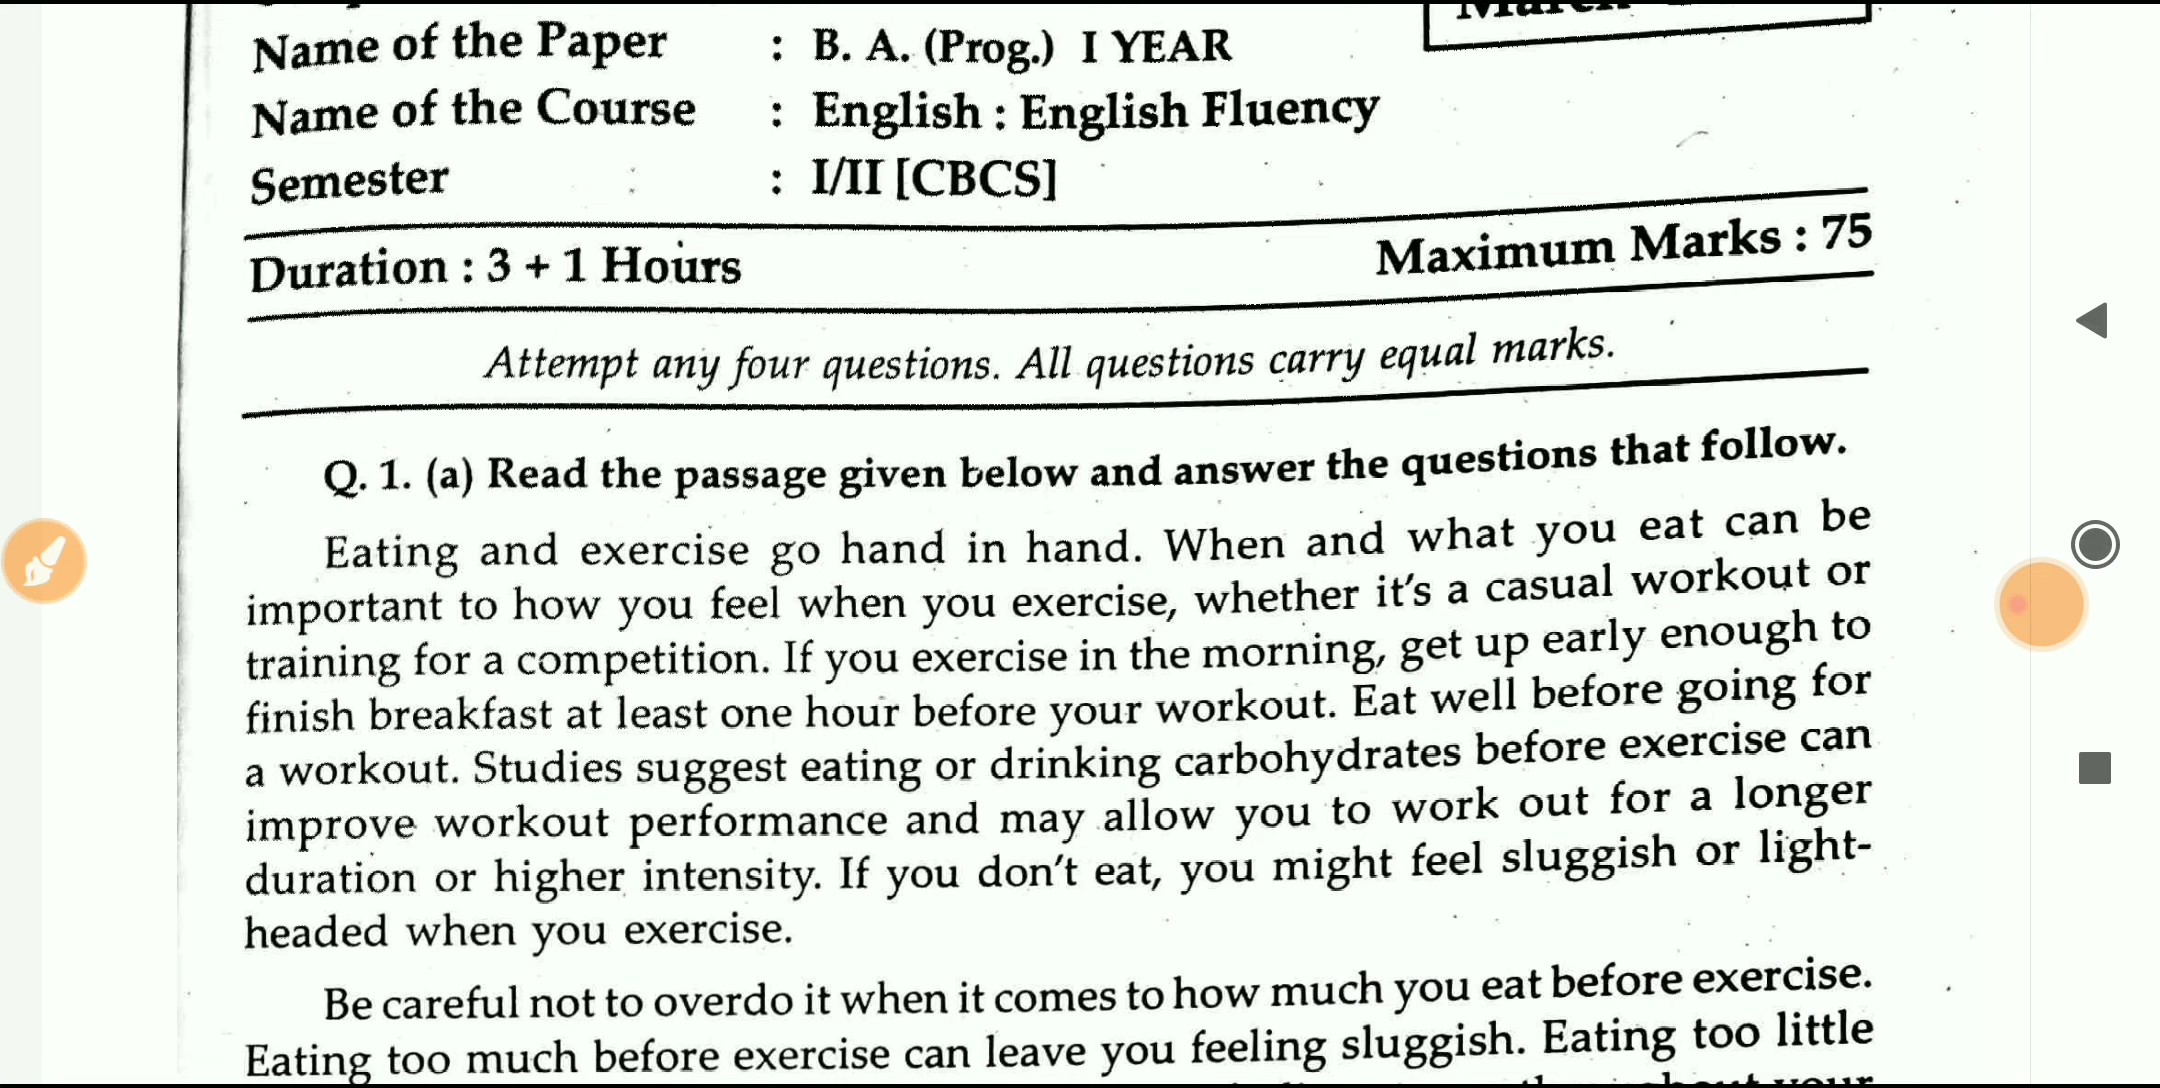 Name of the Paper : B. A. (Prog.) I YEAR
Name of the Course : English : English Fluency
Semester : I/II [CBCS]
Duration : 3 + 1 Hours Maximum Marks : 75
Attempt any four questions. All questions carry equal marks.
Q. 1. (a) Read the passage given below and answer the questions that follow.
Eating and exercise go hand in hand. When and what you eat can be
important to how you feel when you exercise, whether it's a casual workout or
training for a competition. If you exercise in the morning, get up early enough to
finish breakfast at least one hour before your workout. Eat well before going for
a workout. Studies suggest eating or drinking carbohydrates before exercise can
improve workout performance and may allow you to work out for a longer
duration or higher intensity. If you don't eat, you might feel sluggish or light-
headed when you exercise.
Be careful not to overdo it when it comes to how much you eat before exercise.
Eating too much before exercise can leave you feeling sluggish. Eating too little